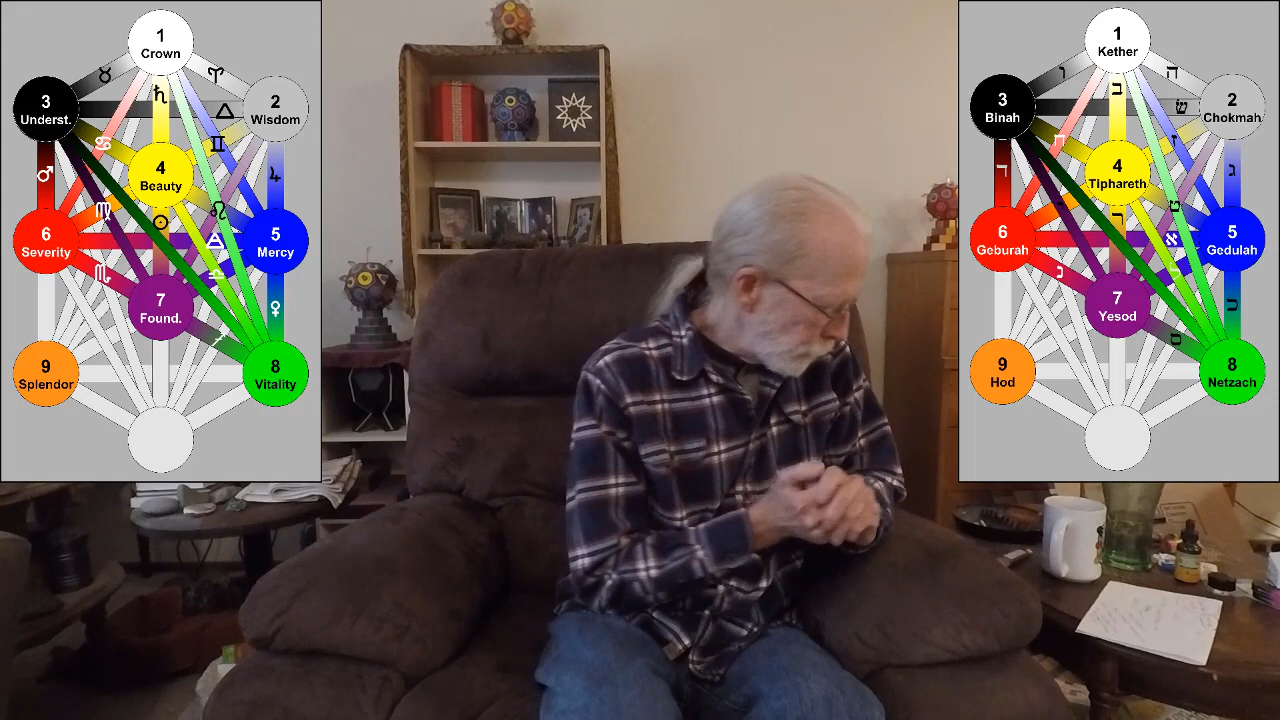 1
Crown
♉ ♈
♄
3
Underst.
△
2
Wisdom
♋ ♊
4
Beauty
♂
♃
♍ ♌
☉
6
Severity
5
Mercy
♏ ♎
7
Found.
♀
♐
9
Splendor
8
Vitality
1
Kether
ו ה
ב
3
Binah
ש
2
Chokmah
ח ז
4
Tiphareth
ד
ג
ט
ר
6
Geburah
א
5
Gedulah
נ
7
Yesod
ס
9
Hod
8
Netzach